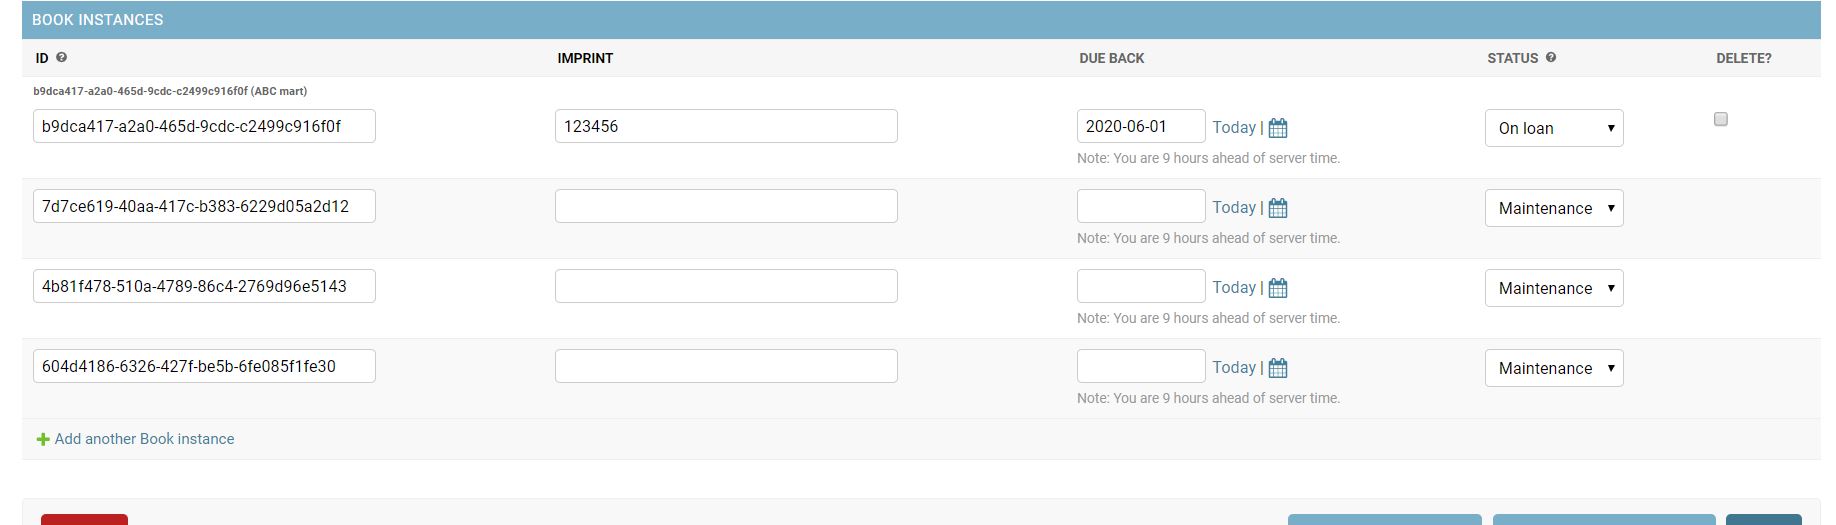 BOOK INSTANCES
ID ? IMPRINT DUE BACK STATUS ? DELETE?
b9dca417-a2a0-465d-9cdc-c2499c916f0f (ABC mart)
b9dca417-a2a0-465d-9cdc-c2499c916f0f 123456 2020-06-01 Today | On loan
Note: You are 9 hours ahead of server time.
7d7ce619-40aa-417c-b383-6229d05a2d12 Today | Maintenance
Note: You are 9 hours ahead of server time.
4b81f478-510a-4789-86c4-2769d96e5143 Today | Maintenance
Note: You are 9 hours ahead of server time.
604d4186-6326-427f-be5b-6fe085f1fe30 Today | Maintenance
Note: You are 9 hours ahead of server time.
Add another Book instance